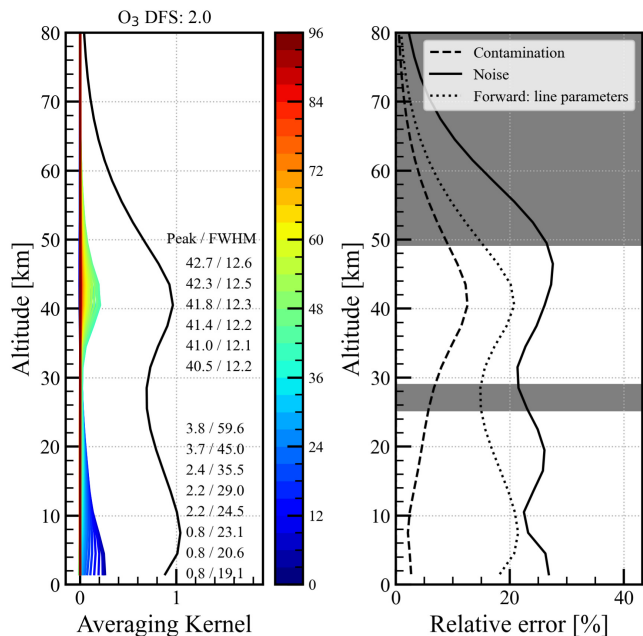 O₃ DFS: 2.0
80
70
60
50
40
30
20
10
0
Altitude [km]
Peak / FWHM
42.7 / 12.6
42.3 / 12.5
41.8 / 12.3
41.4 / 12.2
41.0 / 12.1
40.5 / 12.2
3.8 / 59.6
3.7 / 45.0
2.4 / 35.5
2.2 / 29.0
2.2 / 24.5
0.8 / 23.1
0.8 / 20.6
0.8 / 19.1
0 1
Averaging Kernel
96
84
72
60
48
36
24
12
0
80
70
60
50
40
30
20
10
0
Altitude [km]
Contamination
Noise
Forward: line parameters
0 20 40
Relative error [%]